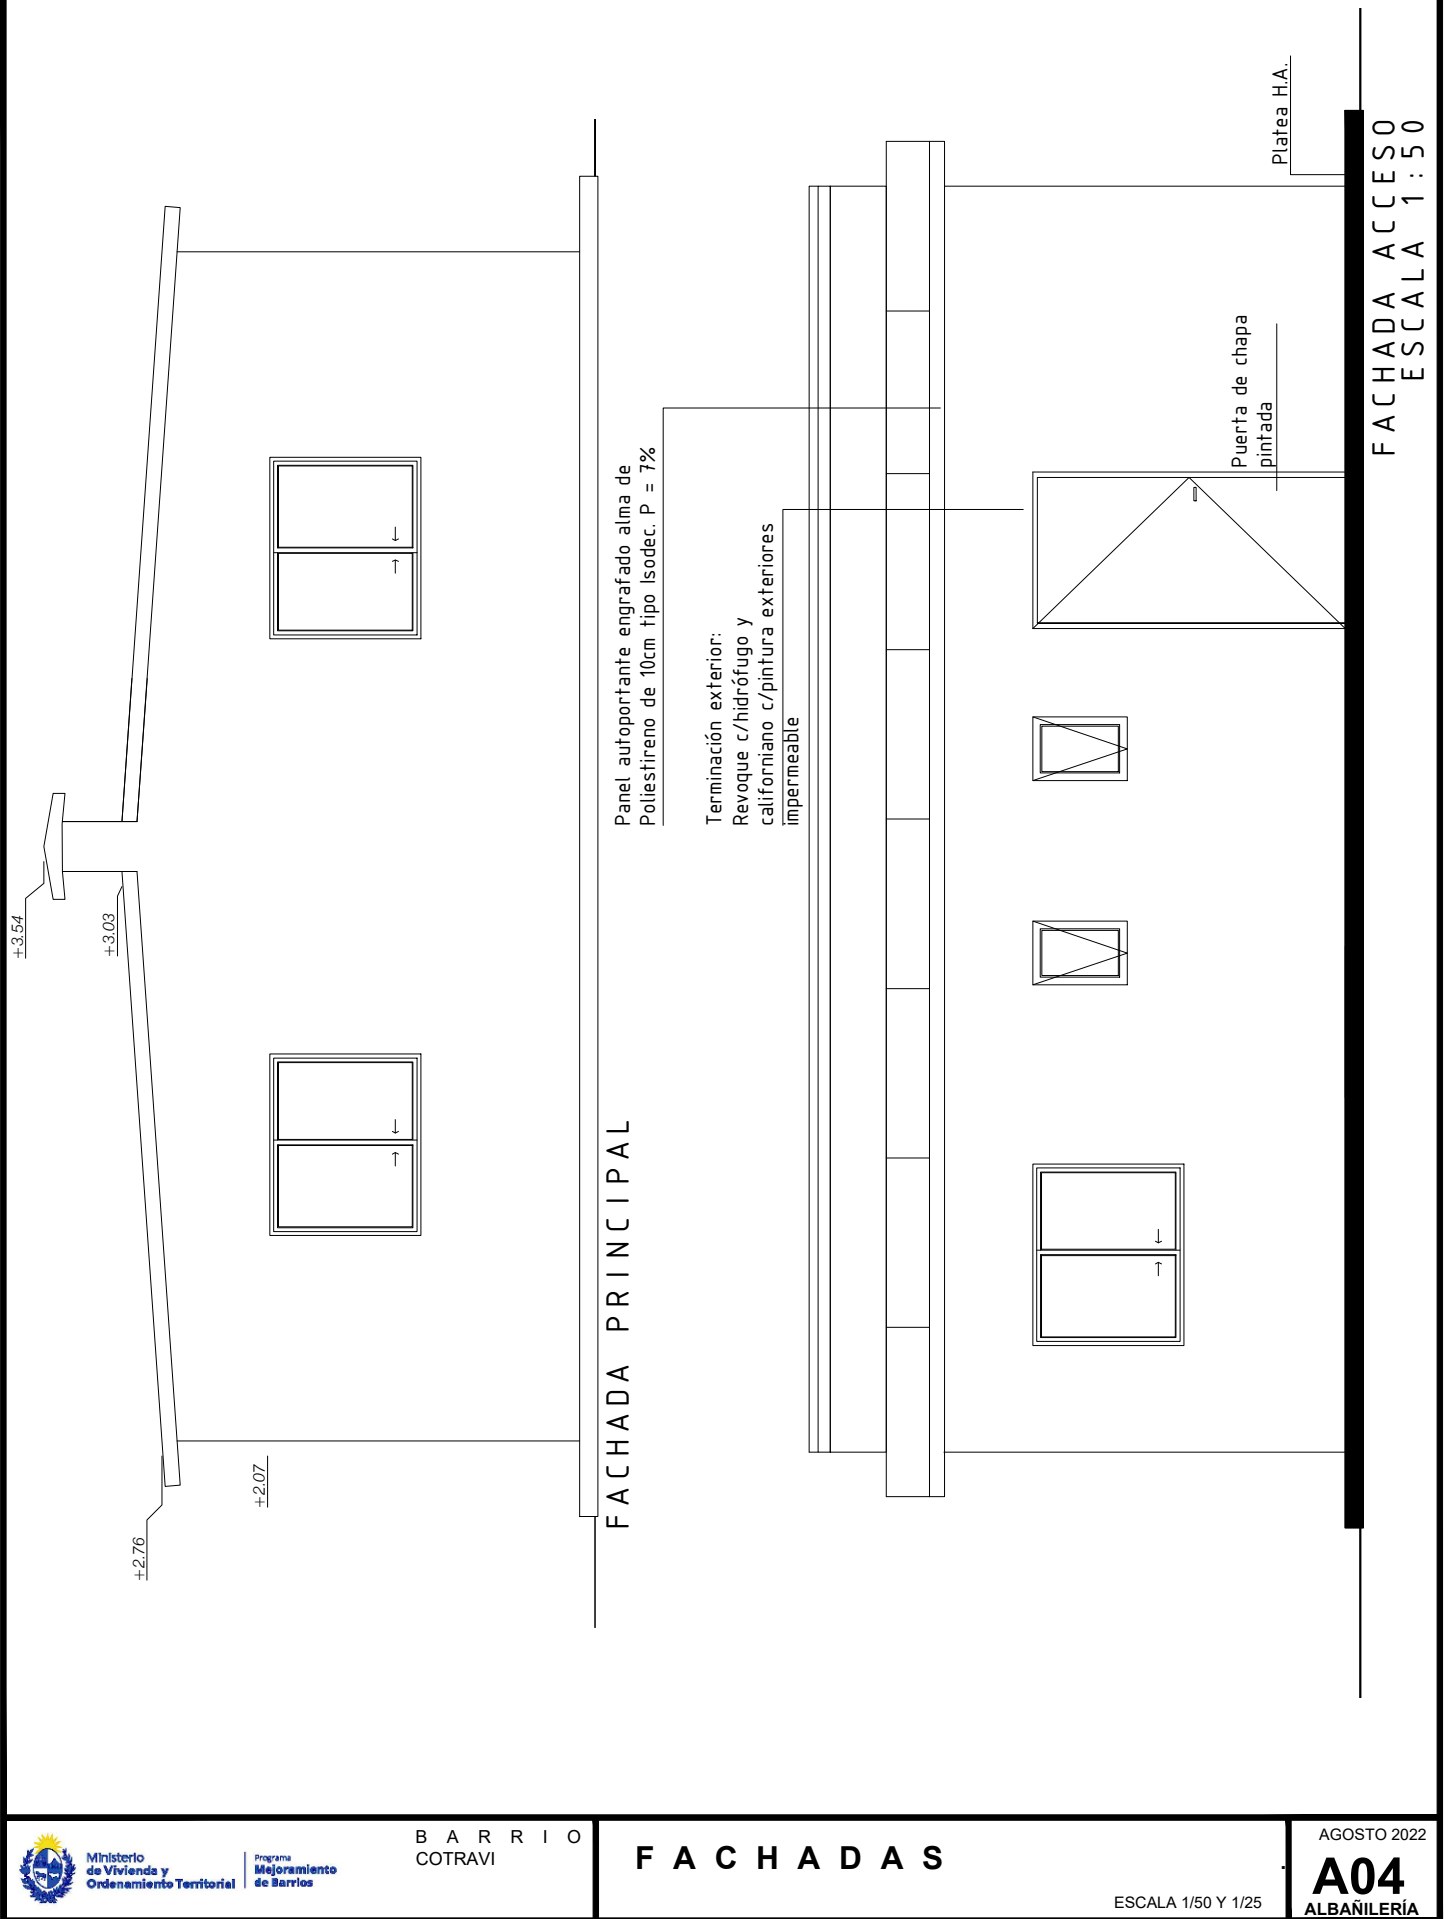 +3.54
+3.03
+2.76
+2.07
FACHADA PRINCIPAL
Panel autoportante engrafado alma de
Poliestireno de 10cm tipo Isodec. P = 7%
Terminación exterior:
Revoque c/hidrófugo y
californiano c/pintura exteriores
impermeable
Puerta de chapa
pintada
Platea H.A.
FACHADA ACCESO
ESCALA 1:50
Ministerio
de Vivienda y
Ordenamiento Territorial
Programa
Mejoramiento
de Barrios
BARRIO
COTRAVI
FACHADAS
ESCALA 1/50 Y 1/25
.
AGOSTO 2022
A04
ALBAÑILERÍA